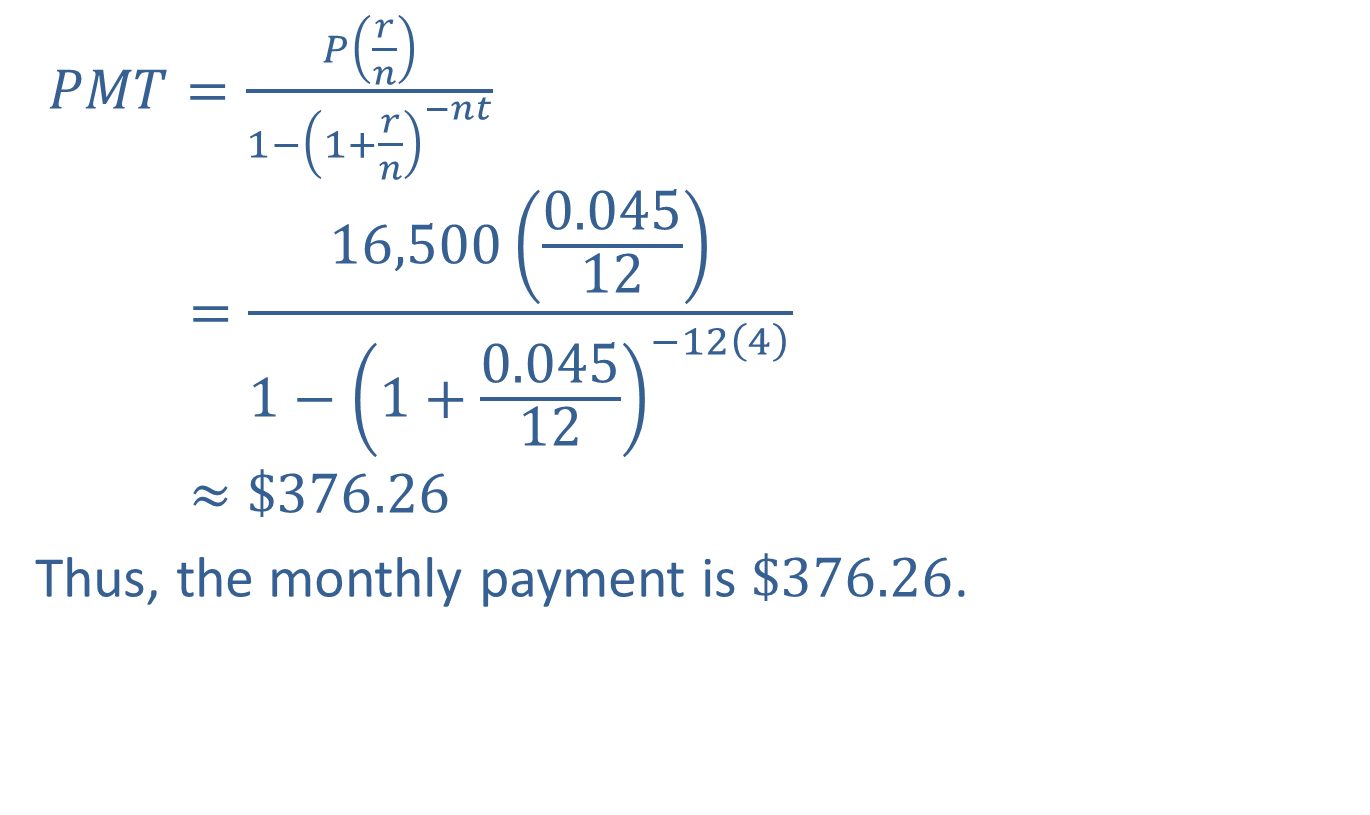 PMT = P(r/n) / 1−(1+r/n)^−nt
= 16,500(0.045/12) / 1 − (1 + 0.045/12)^−12(4)
≈ $376.26
Thus, the monthly payment is $376.26.